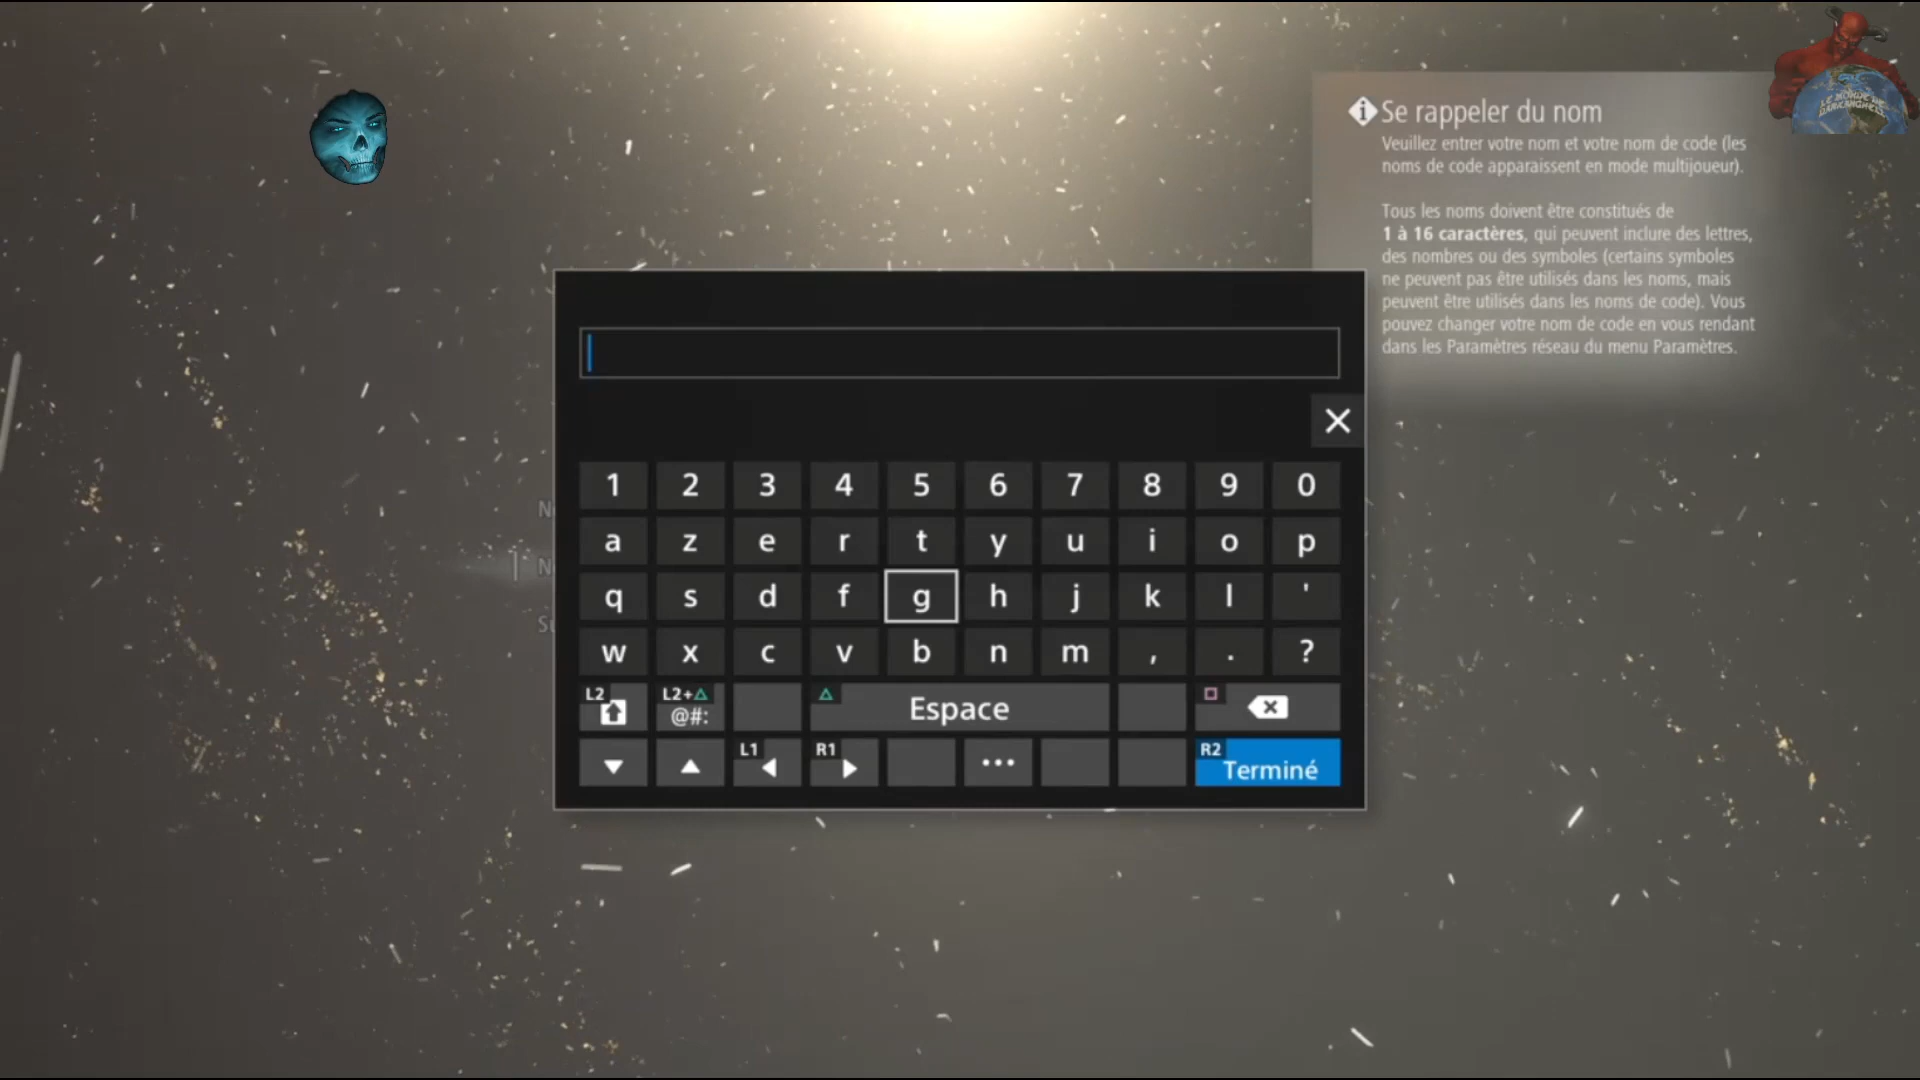 Se rappeler du nom
Veuillez entrer votre nom et votre nom de code (les
noms de code apparaissent en mode multijoueur).
Tous les noms doivent être constitués de
1 à 16 caractères, qui peuvent inclure des lettres,
des nombres ou des symboles (certains symboles
ne peuvent pas être utilisés dans les noms, mais
peuvent être utilisés dans les noms de code). Vous
pouvez changer votre nom de code en vous rendant
dans les Paramètres réseau du menu Paramètres.
LE MONDE DE
DARKANGHELL
1 2 3 4 5 6 7 8 9 0
a z e r t y u i o p
q s d f g h j k l '
w x c v b n m , . ?
L2 L2+△ @#: △ Espace
L1 R1 ... R2 Terminé